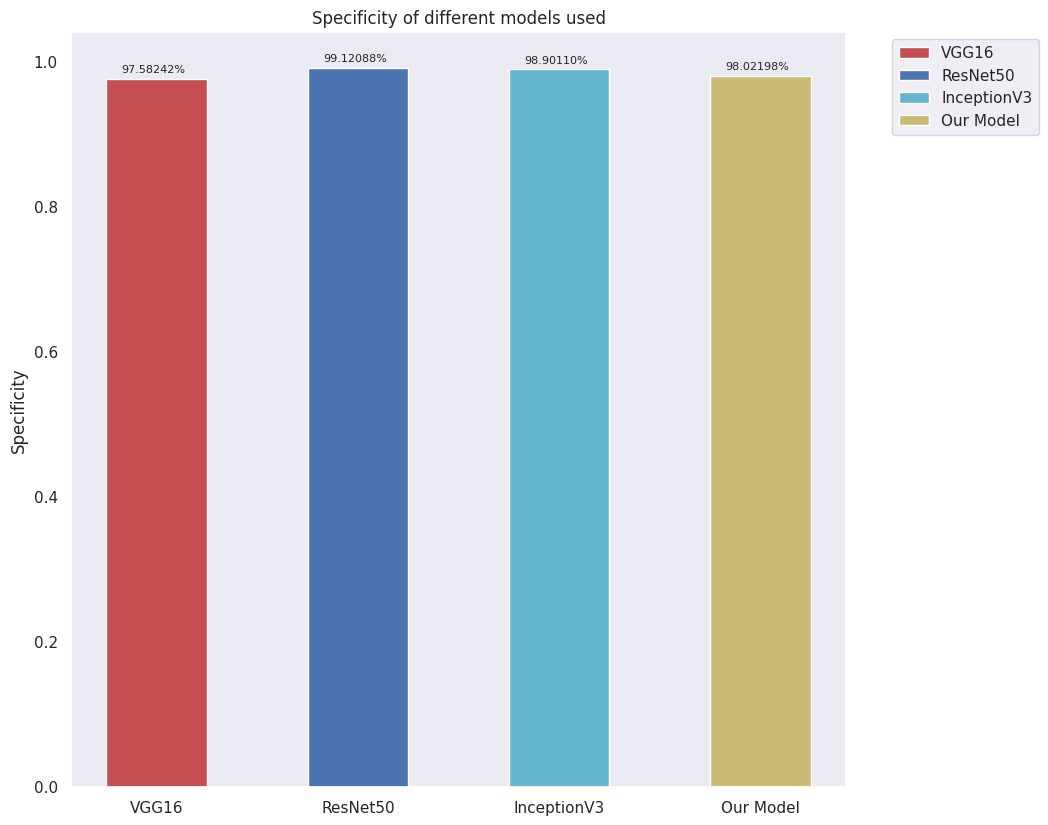 Specificity of different models used
Specificity
1.0
0.8
0.6
0.4
0.2
0.0
97.58242%
99.12088%
98.90110%
98.02198%
VGG16
ResNet50
InceptionV3
Our Model
VGG16
ResNet50
InceptionV3
Our Model